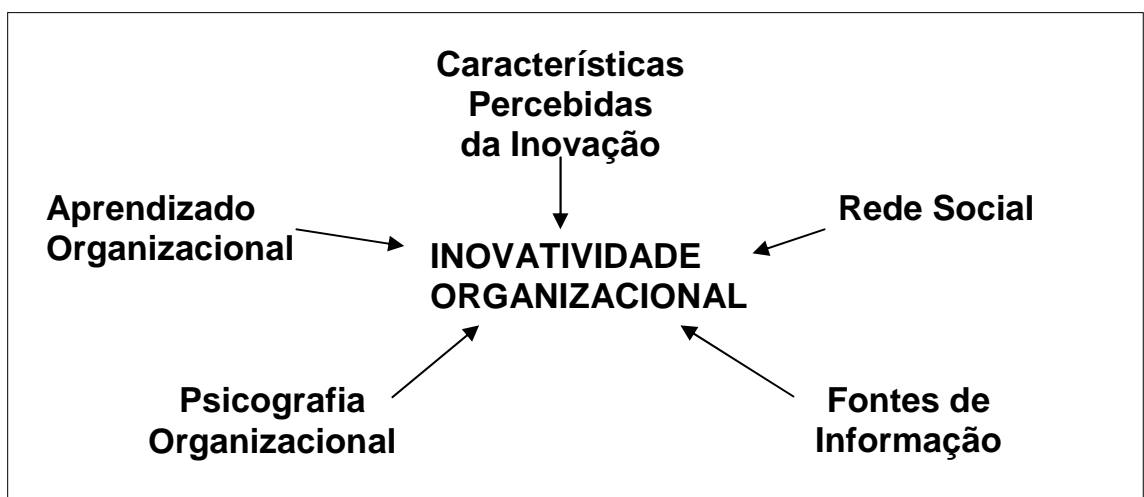 Características
Percebidas
da Inovação
Aprendizado
Organizacional
Rede Social
INOVATIVIDADE
ORGANIZACIONAL
Psicografia
Organizacional
Fontes de
Informação